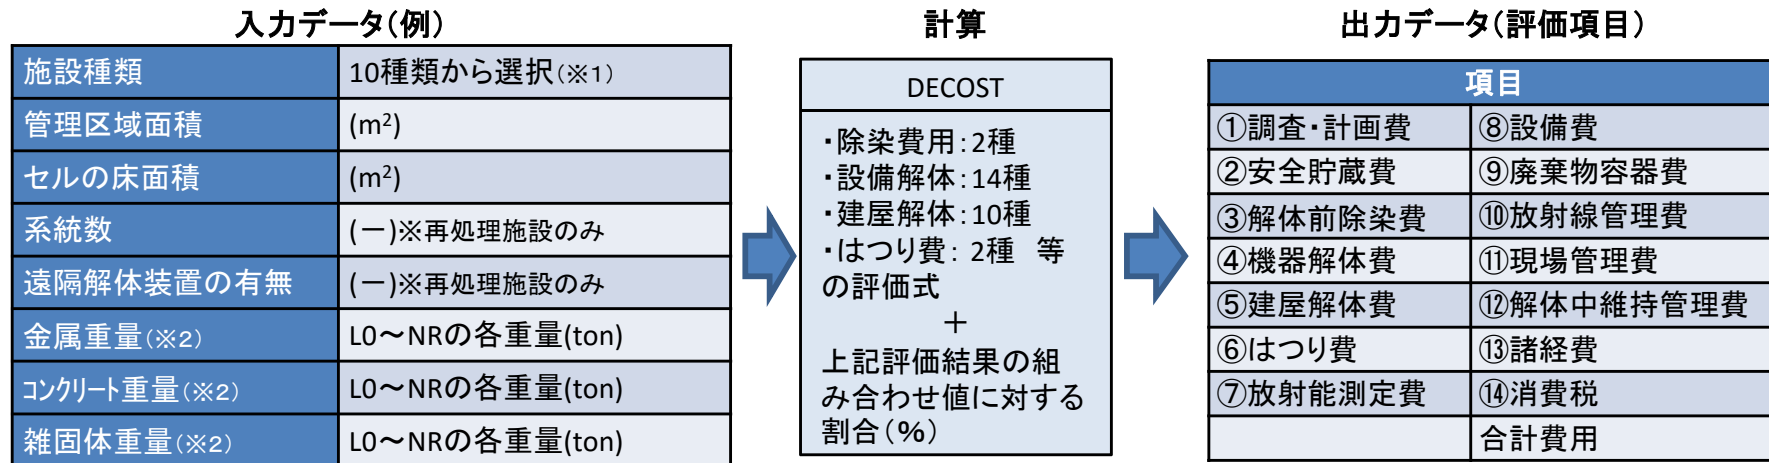 入力データ(例)
施設種類 10種類から選択(※1)
管理区域面積 (m²)
セルの床面積 (m²)
系統数 (ー)※再処理施設のみ
遠隔解体装置の有無 (ー)※再処理施設のみ
金属重量(※2) L0～NRの各重量(ton)
コンクリート重量(※2) L0～NRの各重量(ton)
雑固体重量(※2) L0～NRの各重量(ton)
計算
DECOST
・除染費用：2種
・設備解体：14種
・建屋解体：10種
・はつり費： 2種　等
の評価式
＋
上記評価結果の組
み合わせ値に対する
割合(%)
出力データ(評価項目)
項目
①調査・計画費 ⑧設備費
②安全貯蔵費 ⑨廃棄物容器費
③解体前除染費 ⑩放射線管理費
④機器解体費 ⑪現場管理費
⑤建屋解体費 ⑫解体中維持管理費
⑥はつり費 ⑬諸経費
⑦放射能測定費 ⑭消費税
合計費用